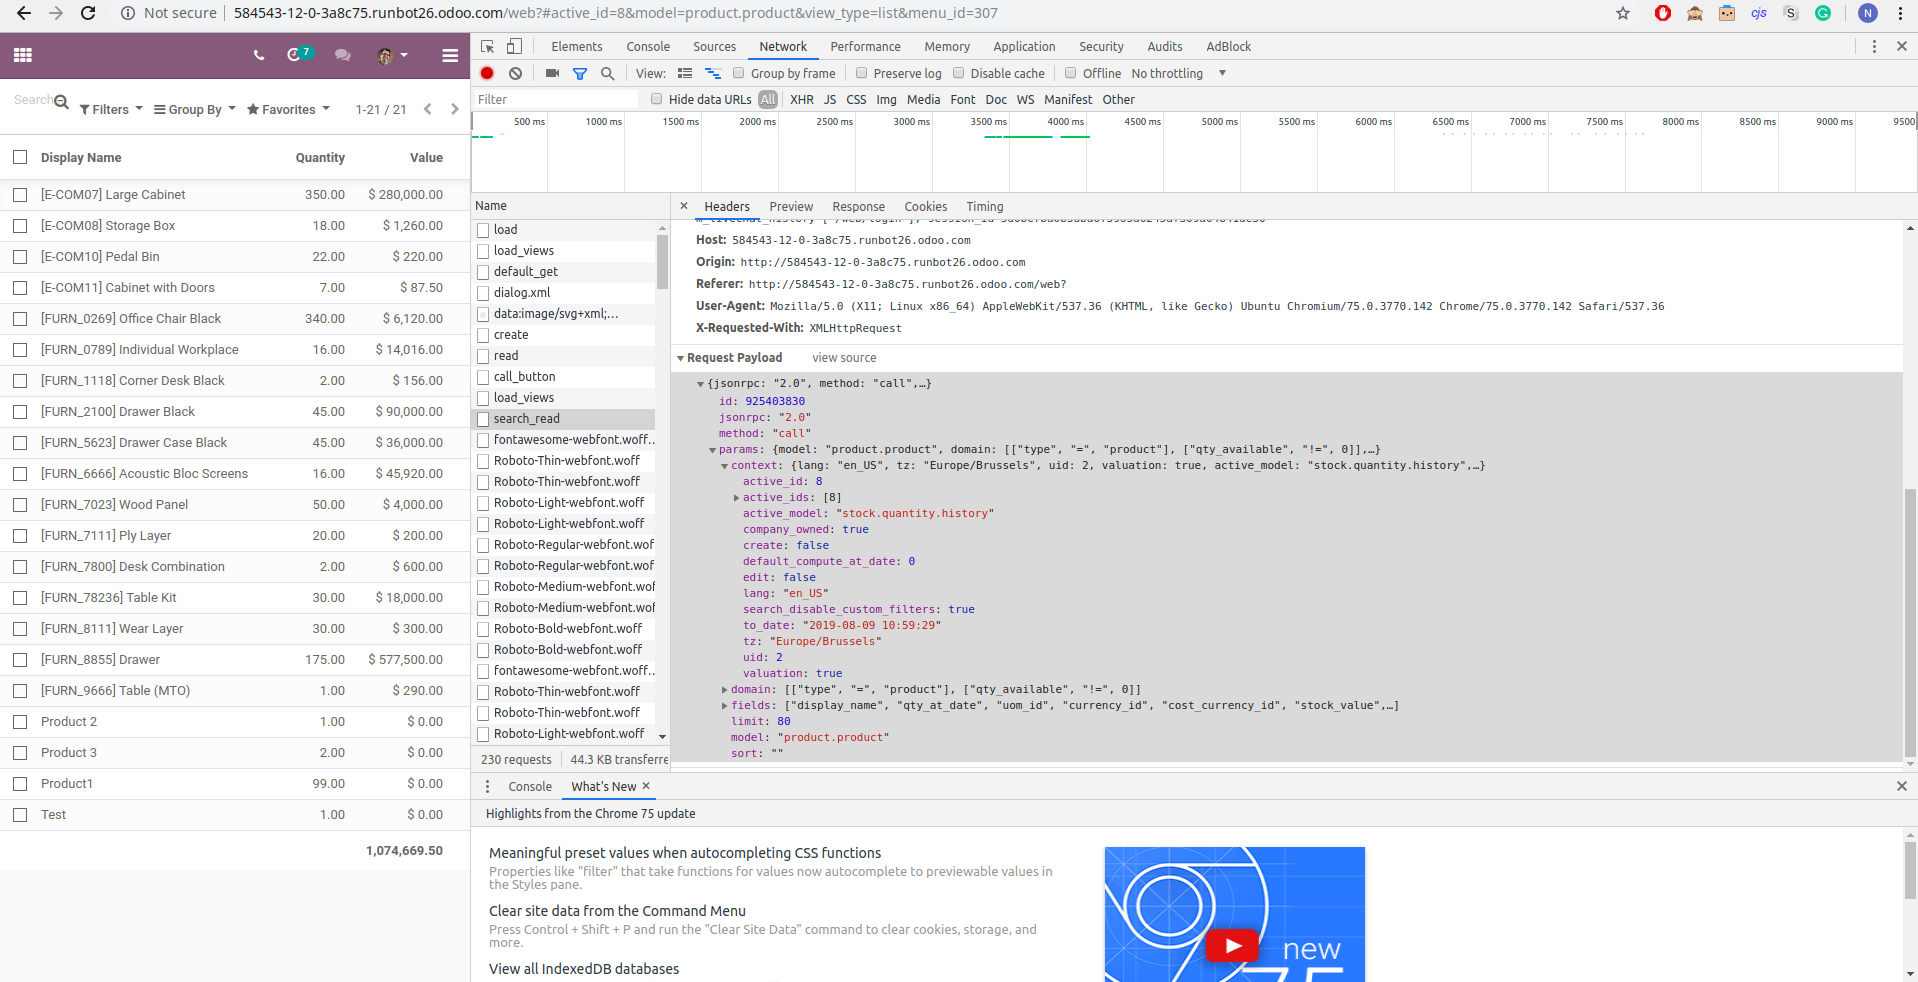 Not secure
584543-12-0-3a8c75.runbot26.odoo.com/web?#active_id=8&model=product.product&view_type=list&menu_id=307
cjs
S
G
N
7
Search
Filters
Group By
Favorites
1-21 / 21
Display Name Quantity Value
[E-COM07] Large Cabinet 350.00 $ 280,000.00
[E-COM08] Storage Box 18.00 $ 1,260.00
[E-COM10] Pedal Bin 22.00 $ 220.00
[E-COM11] Cabinet with Doors 7.00 $ 87.50
[FURN_0269] Office Chair Black 340.00 $ 6,120.00
[FURN_0789] Individual Workplace 16.00 $ 14,016.00
[FURN_1118] Corner Desk Black 2.00 $ 156.00
[FURN_2100] Drawer Black 45.00 $ 90,000.00
[FURN_5623] Drawer Case Black 45.00 $ 36,000.00
[FURN_6666] Acoustic Bloc Screens 16.00 $ 45,920.00
[FURN_7023] Wood Panel 50.00 $ 4,000.00
[FURN_7111] Ply Layer 20.00 $ 200.00
[FURN_7800] Desk Combination 2.00 $ 600.00
[FURN_78236] Table Kit 30.00 $ 18,000.00
[FURN_8111] Wear Layer 30.00 $ 300.00
[FURN_8855] Drawer 175.00 $ 577,500.00
[FURN_9666] Table (MTO) 1.00 $ 290.00
Product 2 1.00 $ 0.00
Product 3 2.00 $ 0.00
Product1 99.00 $ 0.00
Test 1.00 $ 0.00
1,074,669.50
Elements Console Sources Network Performance Memory Application Security Audits AdBlock
View: Group by frame Preserve log Disable cache Offline No throttling
Filter Hide data URLs All XHR JS CSS Img Media Font Doc WS Manifest Other
500 ms 1000 ms 1500 ms 2000 ms 2500 ms 3000 ms 3500 ms 4000 ms 4500 ms 5000 ms 5500 ms 6000 ms 6500 ms 7000 ms 7500 ms 8000 ms 8500 ms 9000 ms 9500
Name
load
load_views
default_get
dialog.xml
data:image/svg+xml;...
create
read
call_button
load_views
search_read
fontawesome-webfont.woff...
Roboto-Thin-webfont.woff
Roboto-Thin-webfont.woff
Roboto-Light-webfont.woff
Roboto-Light-webfont.woff
Roboto-Regular-webfont.wof
Roboto-Regular-webfont.wof
Roboto-Medium-webfont.wof
Roboto-Medium-webfont.wof
Roboto-Bold-webfont.woff
Roboto-Bold-webfont.woff
fontawesome-webfont.woff...
Roboto-Thin-webfont.woff
Roboto-Thin-webfont.woff
Roboto-Light-webfont.woff
230 requests 44.3 KB transferre
Headers Preview Response Cookies Timing
Host: 584543-12-0-3a8c75.runbot26.odoo.com
Origin: http://584543-12-0-3a8c75.runbot26.odoo.com
Referer: http://584543-12-0-3a8c75.runbot26.odoo.com/web?
User-Agent: Mozilla/5.0 (X11; Linux x86_64) AppleWebKit/537.36 (KHTML, like Gecko) Ubuntu Chromium/75.0.3770.142 Chrome/75.0.3770.142 Safari/537.36
X-Requested-With: XMLHttpRequest
Request Payload view source
{jsonrpc: "2.0", method: "call",…}
id: 925403830
jsonrpc: "2.0"
method: "call"
params: {model: "product.product", domain: [["type", "=", "product"], ["qty_available", "!=", 0]],…}
context: {lang: "en_US", tz: "Europe/Brussels", uid: 2, valuation: true, active_model: "stock.quantity.history",…}
active_id: 8
active_ids: [8]
active_model: "stock.quantity.history"
company_owned: true
create: false
default_compute_at_date: 0
edit: false
lang: "en_US"
search_disable_custom_filters: true
to_date: "2019-08-09 10:59:29"
tz: "Europe/Brussels"
uid: 2
valuation: true
domain: [["type", "=", "product"], ["qty_available", "!=", 0]]
fields: ["display_name", "qty_at_date", "uom_id", "currency_id", "cost_currency_id", "stock_value",…]
limit: 80
model: "product.product"
sort: ""
Console What's New
Highlights from the Chrome 75 update
Meaningful preset values when autocompleting CSS functions
Properties like "filter" that take functions for values now autocomplete to previewable values in
the Styles pane.
Clear site data from the Command Menu
Press Control + Shift + P and run the "Clear Site Data" command to clear cookies, storage, and
more.
View all IndexedDB databases
new
75